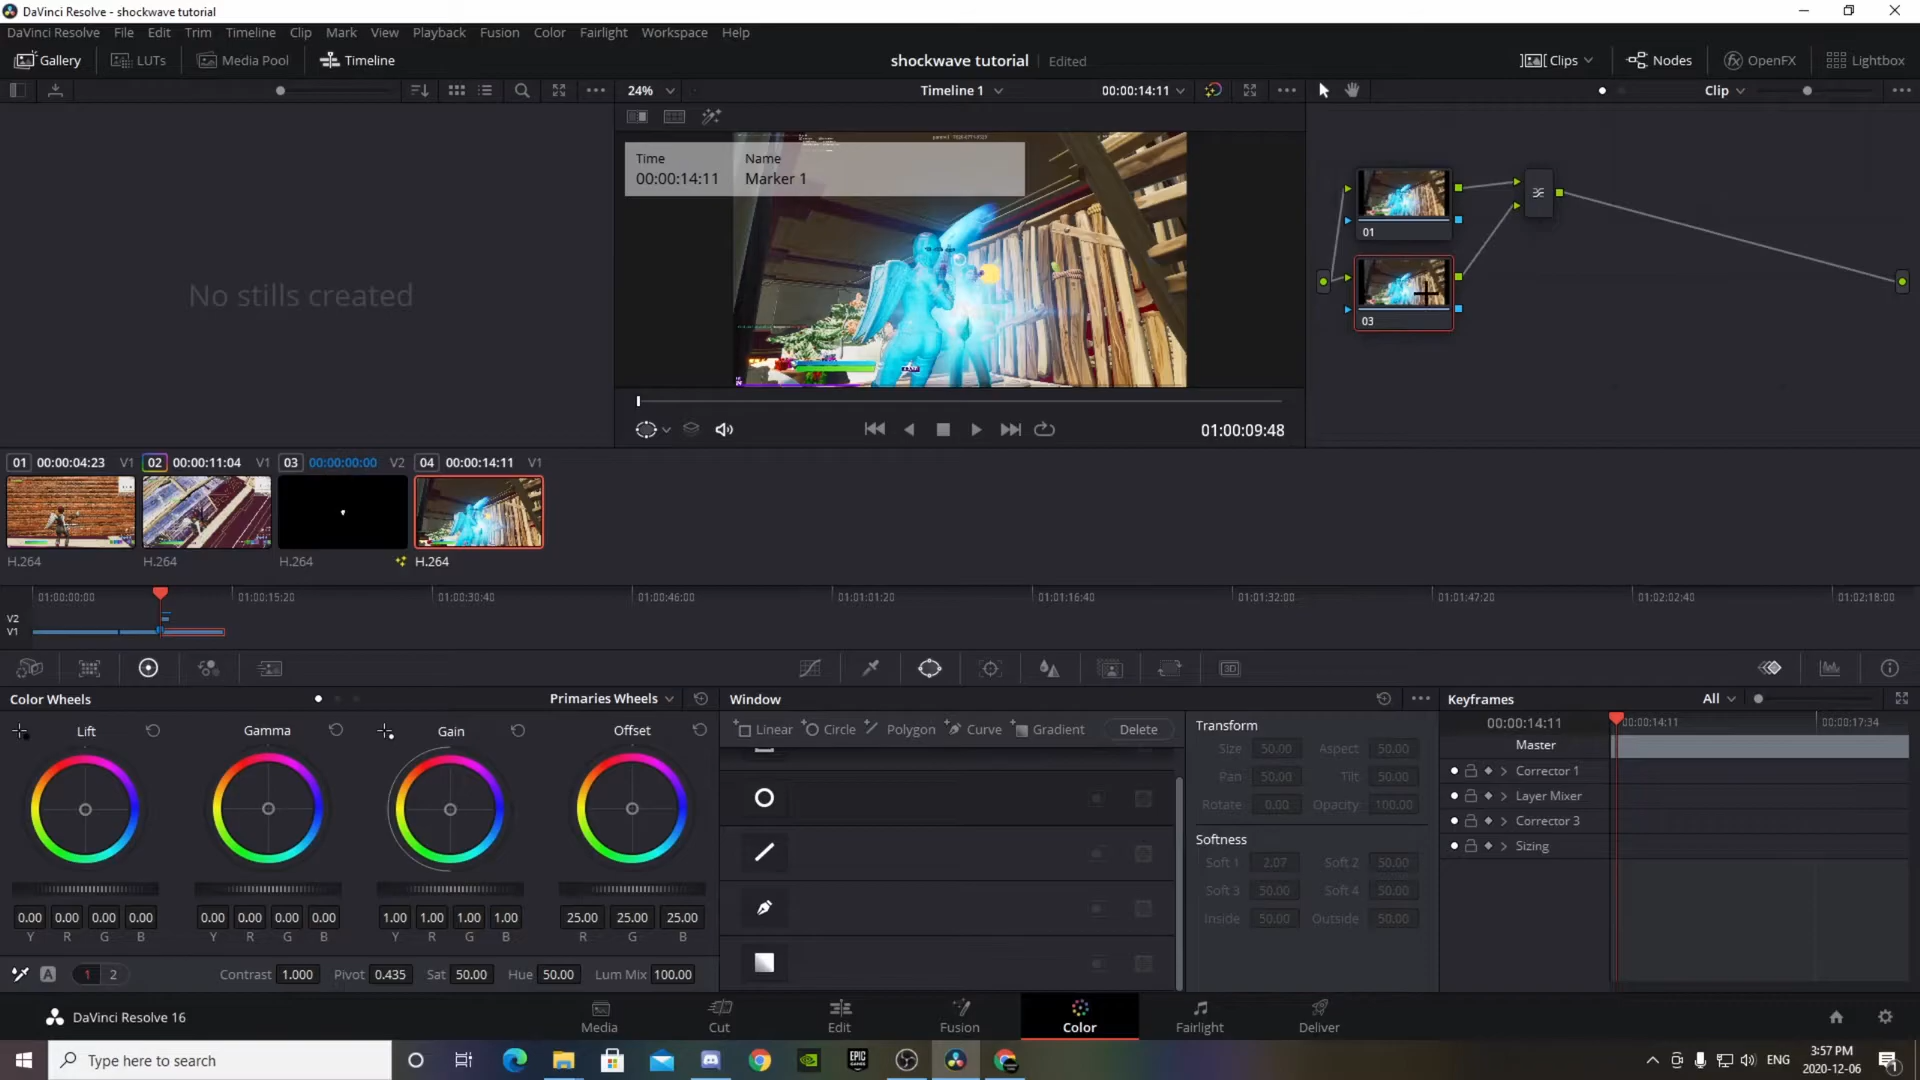 DaVinci Resolve - shockwave tutorial
DaVinci Resolve File Edit Trim Timeline Clip Mark View Playback Fusion Color Fairlight Workspace Help
Gallery LUTs Media Pool Timeline shockwave tutorial Edited Clips Nodes OpenFX Lightbox
24% Timeline 1 00:00:14:11 Clip
Time Name
00:00:14:11 Marker 1
No stills created
01
03
01:00:09:48
01 00:00:04:23 V1 02 00:00:11:04 V1 03 00:00:00:00 V2 04 00:00:14:11 V1
H.264 H.264 H.264 H.264
01:00:00:00 01:00:15:20 01:00:30:40 01:00:46:00 01:01:01:20 01:01:16:40 01:01:32:00 01:01:47:20 01:02:02:40 01:02:18:00
V2
V1
3D
Color Wheels Primaries Wheels Window Keyframes All
Lift Gamma Gain Offset
Linear Circle Polygon Curve Gradient Delete
Transform
Size 50.00 Aspect 50.00
Pan 50.00 Tilt 50.00
Rotate 0.00 Opacity: 100.00
Softness
Soft 1 2.07 Soft 2 50.00
Soft 3 50.00 Soft 4 50.00
Inside 50.00 Outside 50.00
00:00:14:11 00:00:14:11 00:00:17:34
Master
Corrector 1
Layer Mixer
Corrector 3
Sizing
0.00 0.00 0.00 0.00 0.00 0.00 0.00 0.00 1.00 1.00 1.00 1.00 25.00 25.00 25.00
Y R G B Y R G B Y R G B R G B
A 1 2 Contrast 1.000 Pivot 0.435 Sat 50.00 Hue 50.00 Lum Mix 100.00
DaVinci Resolve 16 Media Cut Edit Fusion Color Fairlight Deliver
Type here to search
EPIC GAMES
ENG
3:57 PM
2020-12-06
1